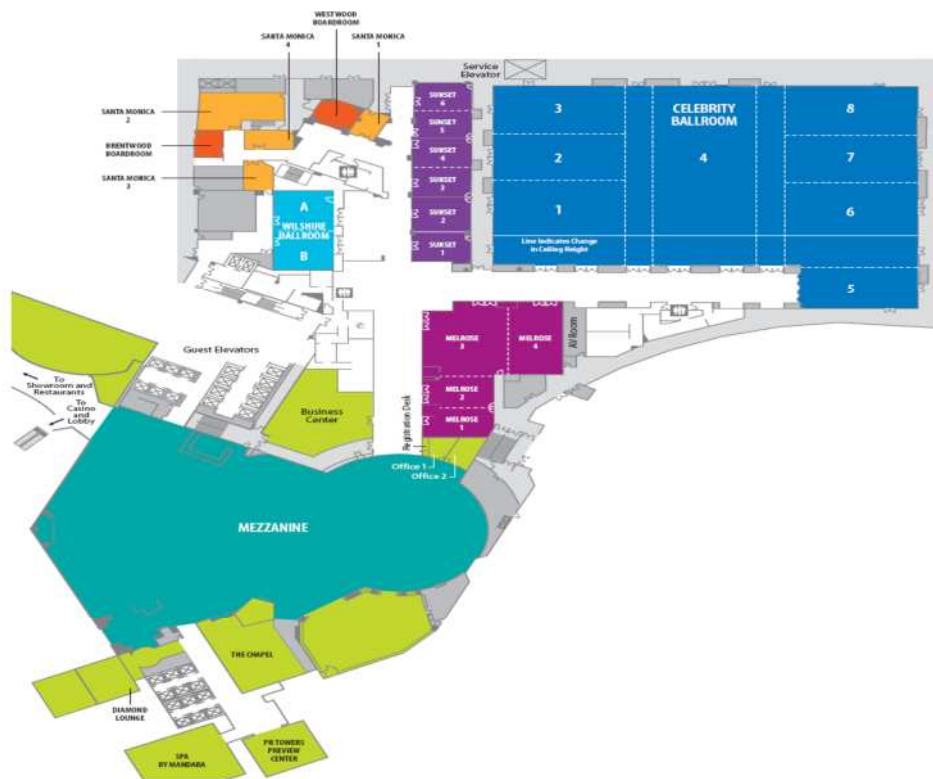 WESTWOOD
BOARDROOM
SANTA MONICA
4
SANTA MONICA
1
Service
Elevator
SANTA MONICA
2
BRENTWOOD
BOARDROOM
SANTA MONICA
3
SUNSET
6
SUNSET
5
SUNSET
4
SUNSET
3
SUNSET
2
SUNSET
1
3
CELEBRITY
BALLROOM
8
2
4
7
1
6
Line Indicates Change
in Ceiling Height
5
A
WILSHIRE
BALLROOM
B
Guest Elevators
MELROSE
3
MELROSE
4
AV Room
MELROSE
2
MELROSE
1
To
Showroom and
Restaurants
To
Casino
and
Lobby
Business
Center
Registration Desk
Office 1
Office 2
MEZZANINE
THE CHAPEL
DIAMOND
LOUNGE
SPA
BY MANDARA
PH TOWERS
PREVIEW
CENTER